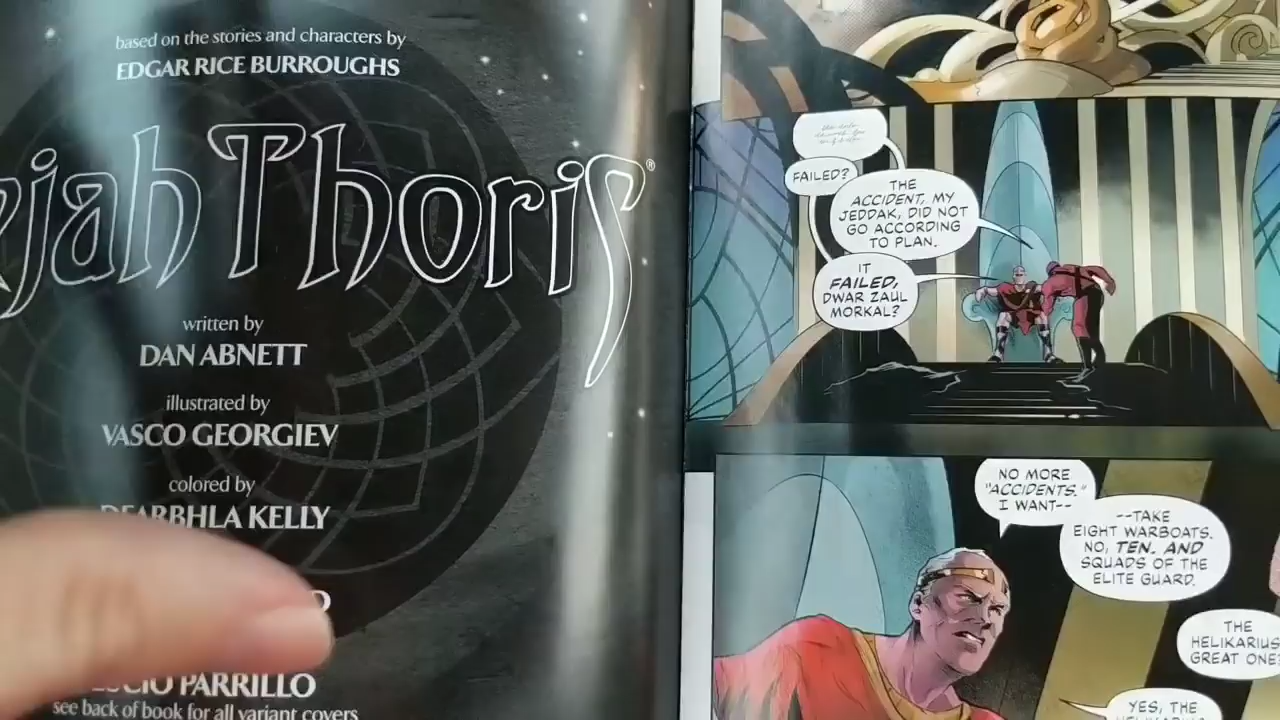 based on the stories and characters by
EDGAR RICE BURROUGHS
jah Thoris®
written by
DAN ABNETT
illustrated by
VASCO GEORGIEV
colored by
DEARBHLA KELLY
PARRILLO
see back of book for all variant covers
FAILED?
THE
ACCIDENT, MY
JEDDAK, DID NOT
GO ACCORDING
TO PLAN.
IT
FAILED,
DWAR ZAUL
MORKAL?
NO MORE
"ACCIDENTS."
I WANT--
--TAKE
EIGHT WARBOATS.
NO, TEN. AND
SQUADS OF THE
ELITE GUARD.
THE
HELIKARIUS,
GREAT ONE?
YES, THE